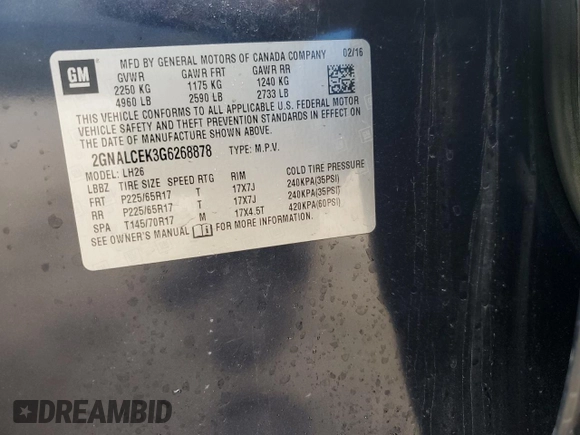 GM
MFD BY GENERAL MOTORS OF CANADA COMPANY 02/16
GVWR GAWR FRT GAWR RR
2250 KG 1175 KG 1240 KG
4960 LB 2590 LB 2733 LB
THIS VEHICLE CONFORMS TO ALL APPLICABLE U.S. FEDERAL MOTOR
VEHICLE SAFETY AND THEFT PREVENTION STANDARDS IN EFFECT ON
THE DATE OF MANUFACTURE SHOWN ABOVE.
2GNALCEK3G6268878 TYPE: M.P.V.
MODEL: LH26
LBBZ TIRE SIZE SPEED RTG RIM COLD TIRE PRESSURE
FRT P225/65R17 T 17X7J 240KPA(35PSI)
RR P225/65R17 T 17X7J 240KPA(35PSI)
SPA T145/70R17 M 17X4.5T 420KPA(60PSI)
SEE OWNER'S MANUAL FOR MORE INFORMATION.
DREAMBID